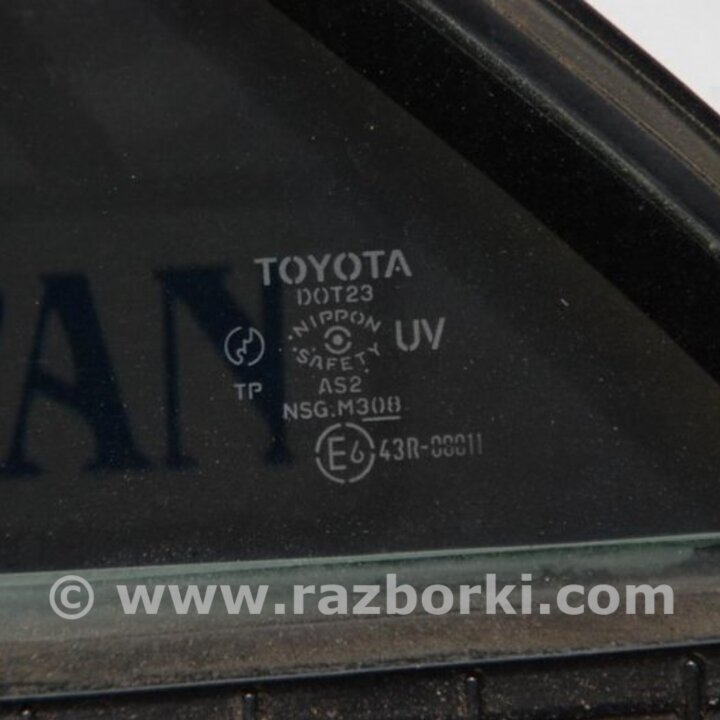 TOYOTA
DOT23
NIPPON SAFETY
UV
TP
AS2
NSG.M308
E6 43R-00011
© www.razborki.com